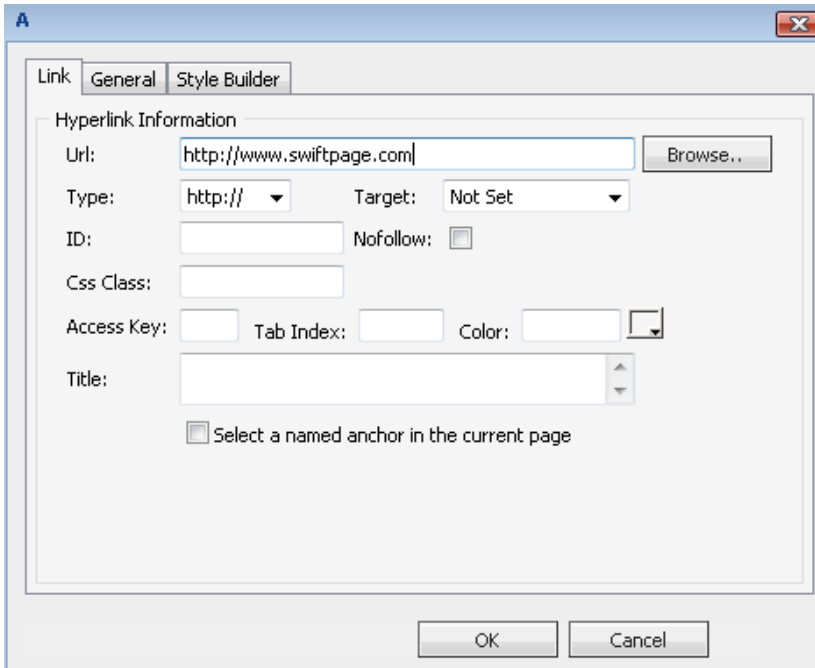 A
Link General Style Builder
Hyperlink Information
Url: http://www.swiftpage.com Browse..
Type: http:// Target: Not Set
ID: Nofollow:
Css Class:
Access Key: Tab Index: Color:
Title:
Select a named anchor in the current page
OK Cancel